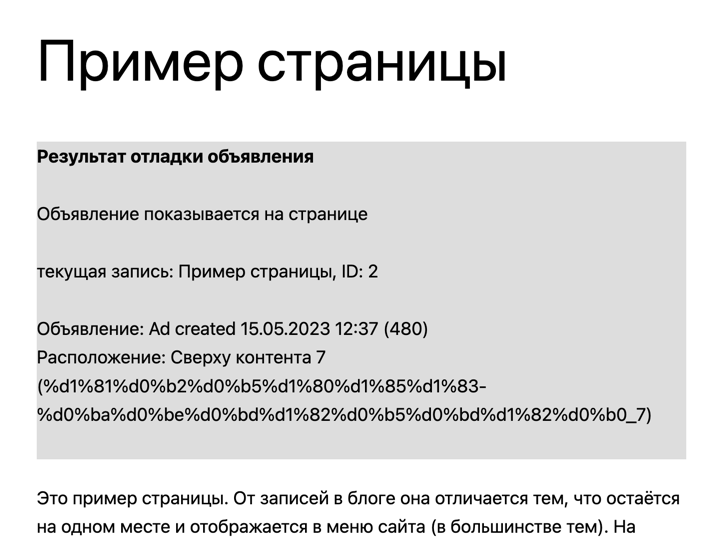 Пример страницы
Результат отладки объявления
Объявление показывается на странице
текущая запись: Пример страницы, ID: 2
Объявление: Ad created 15.05.2023 12:37 (480)
Расположение: Сверху контента 7
(%d1%81%d0%b2%d0%b5%d1%80%d1%85%d1%83-
%d0%ba%d0%be%d0%bd%d1%82%d0%b5%d0%bd%d1%82%d0%b0_7)
Это пример страницы. От записей в блоге она отличается тем, что остаётся
на одном месте и отображается в меню сайта (в большинстве тем). На